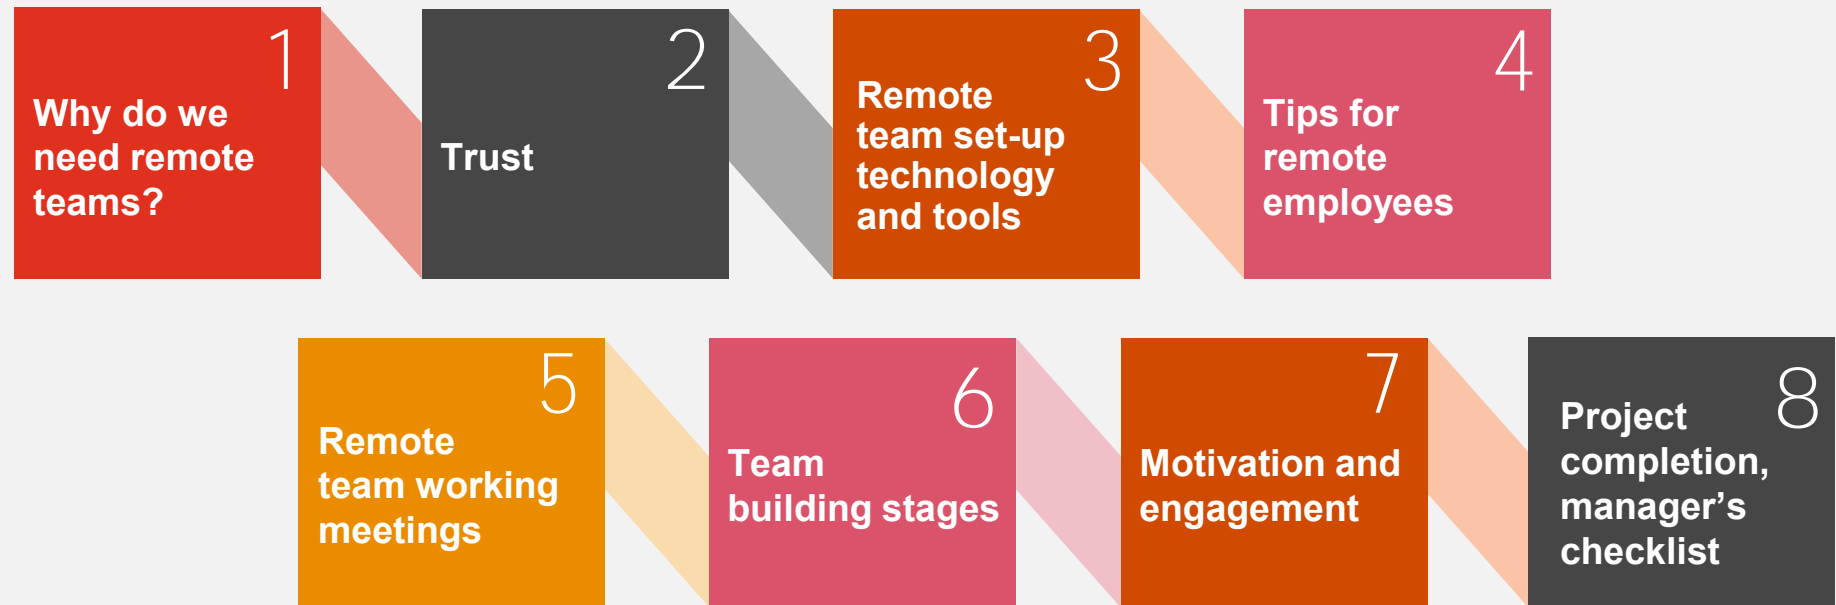 1
Why do we
need remote
teams?
2
Trust
3
Remote
team set-up
technology
and tools
4
Tips for
remote
employees
5
Remote
team working
meetings
6
Team
building stages
7
Motivation and
engagement
8
Project
completion,
manager’s
checklist